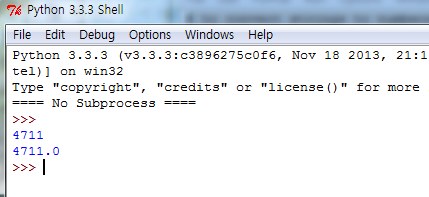 Python 3.3.3 Shell
File Edit Debug Options Windows Help
Python 3.3.3 (v3.3.3:c3896275c0f6, Nov 18 2013, 21:1
tel)] on win32
Type "copyright", "credits" or "license()" for more
==== No Subprocess ====
>>>
4711
4711.0
>>>